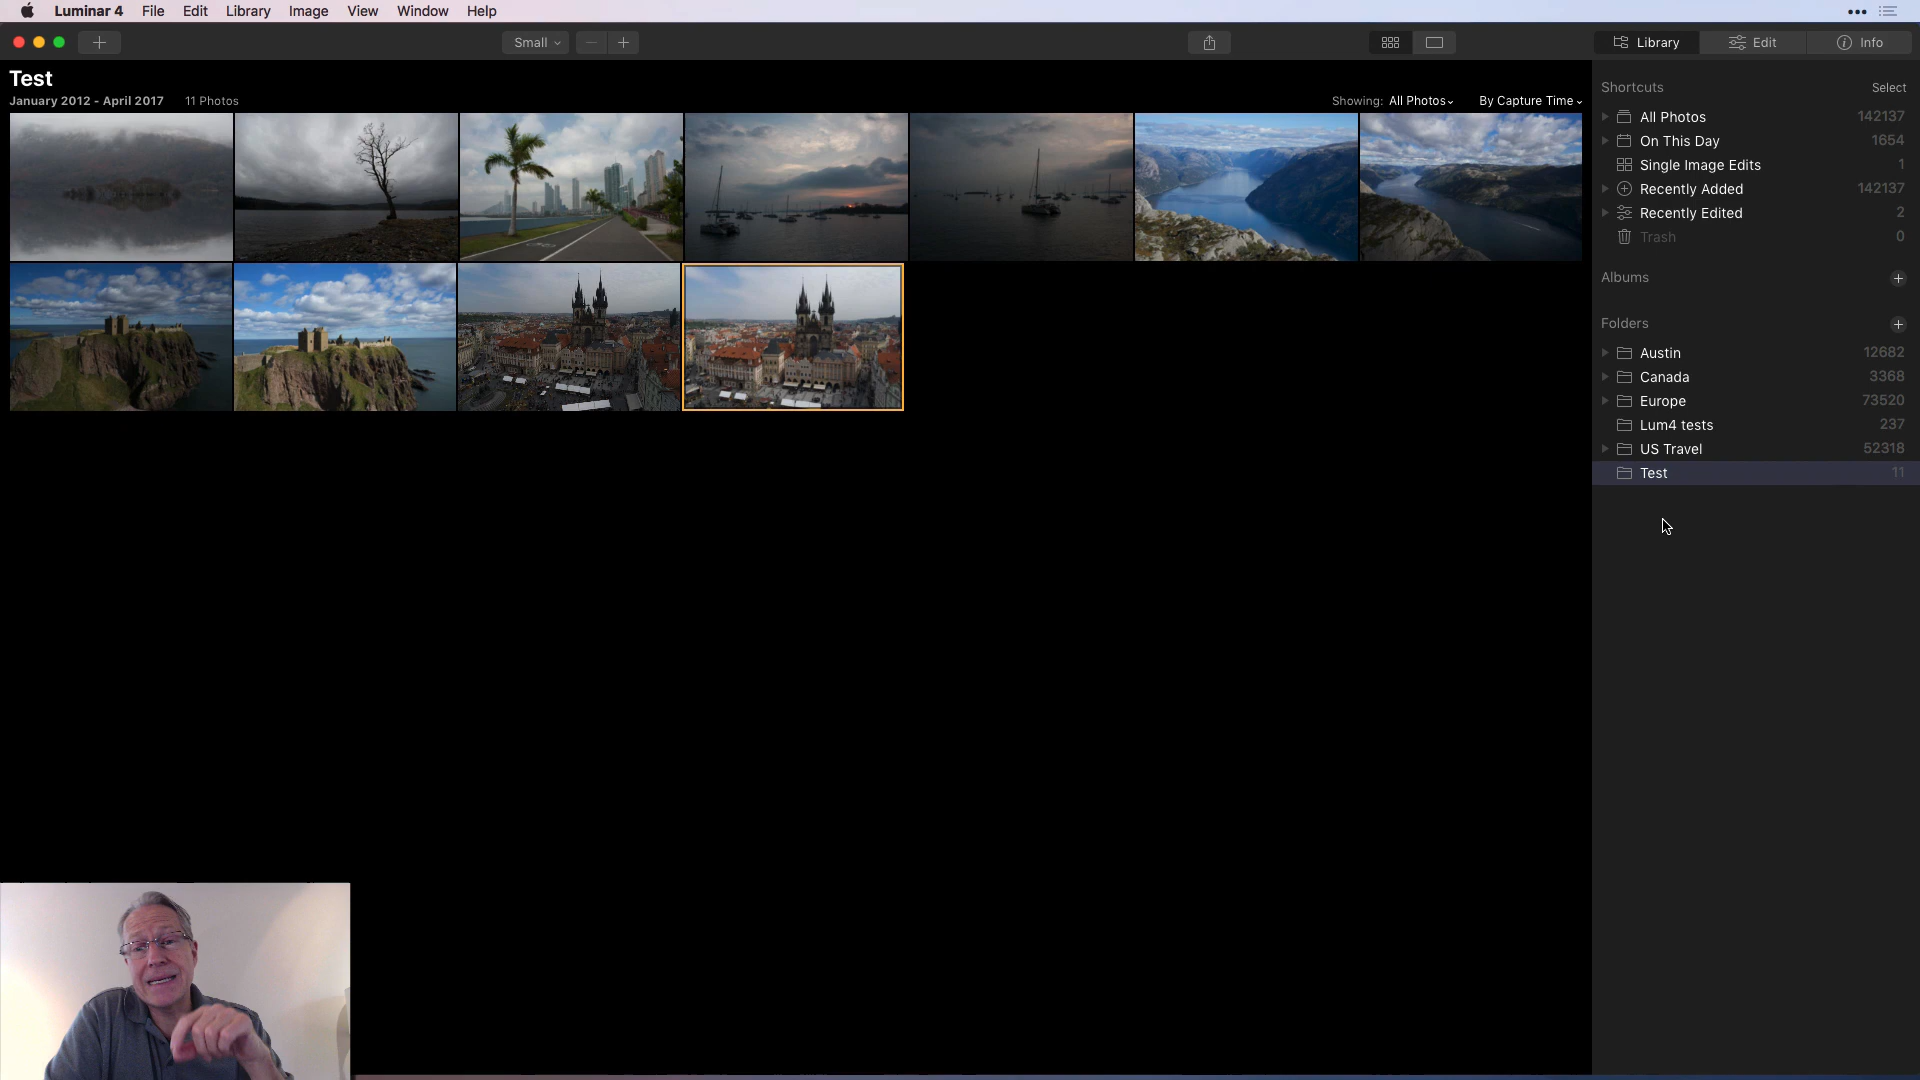 Luminar 4 File Edit Library Image View Window Help
Small
Library Edit Info
Test
January 2012 - April 2017 11 Photos
Showing: All Photos By Capture Time
Shortcuts Select
All Photos 142137
On This Day 1654
Single Image Edits 1
Recently Added 142137
Recently Edited 2
Trash 0
Albums
Folders
Austin 12682
Canada 3368
Europe 73520
Lum4 tests 237
US Travel 52318
Test 11